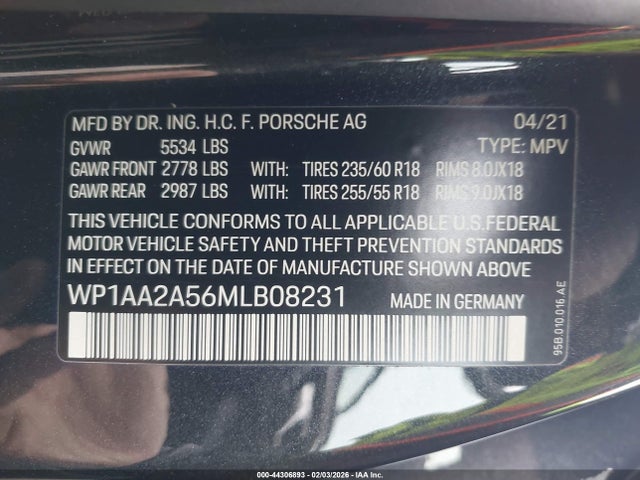 MFD BY DR. ING. H.C. F. PORSCHE AG 04/21
GVWR 5534 LBS TYPE: MPV
GAWR FRONT 2778 LBS WITH: TIRES 235/60 R18 RIMS 8.0JX18
GAWR REAR 2987 LBS WITH: TIRES 255/55 R18 RIMS 9.0JX18
THIS VEHICLE CONFORMS TO ALL APPLICABLE U.S.FEDERAL
MOTOR VEHICLE SAFETY AND THEFT PREVENTION STANDARDS
IN EFFECT ON THE DATE OF MANUFACTURE SHOWN ABOVE
WP1AA2A56MLB08231 MADE IN GERMANY
95B.010.016.AE
000-44306893 - 02/03/2026 - IAA Inc.